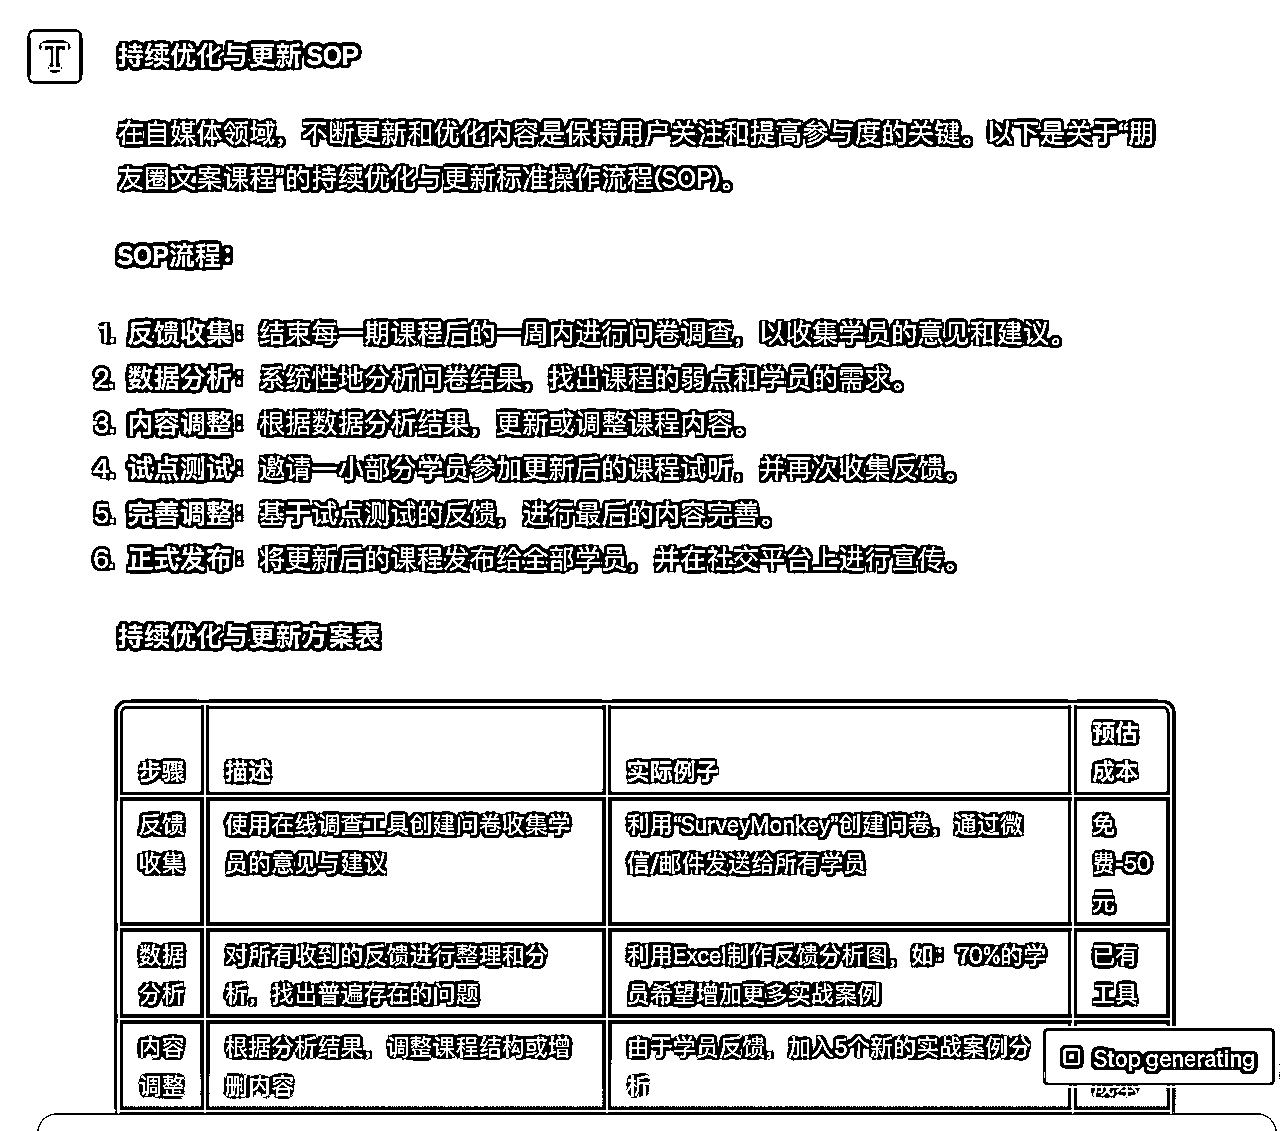 T
持续优化与更新 SOP
在自媒体领域，不断更新和优化内容是保持用户关注和提高参与度的关键。以下是关于“朋
友圈文案课程”的持续优化与更新标准操作流程(SOP)。
SOP流程：
1. 反馈收集：结束每一期课程后的一周内进行问卷调查，以收集学员的意见和建议。
2. 数据分析：系统性地分析问卷结果，找出课程的弱点和学员的需求。
3. 内容调整：根据数据分析结果，更新或调整课程内容。
4. 试点测试：邀请一小部分学员参加更新后的课程试听，并再次收集反馈。
5. 完善调整：基于试点测试的反馈，进行最后的内容完善。
6. 正式发布：将更新后的课程发布给全部学员，并在社交平台上进行宣传。
持续优化与更新方案表
步骤 描述 实际例子 预估
成本
反馈 使用在线调查工具创建问卷收集学 利用“SurveyMonkey”创建问卷，通过微 免
收集 员的意见与建议 信/邮件发送给所有学员 费-50
元
数据 对所有收到的反馈进行整理和分 利用Excel制作反馈分析图，如：70%的学 已有
分析 析，找出普遍存在的问题 员希望增加更多实战案例 工具
内容 根据分析结果，调整课程结构或增 由于学员反馈，加入5个新的实战案例分
调整 删内容 析 成本
Stop generating